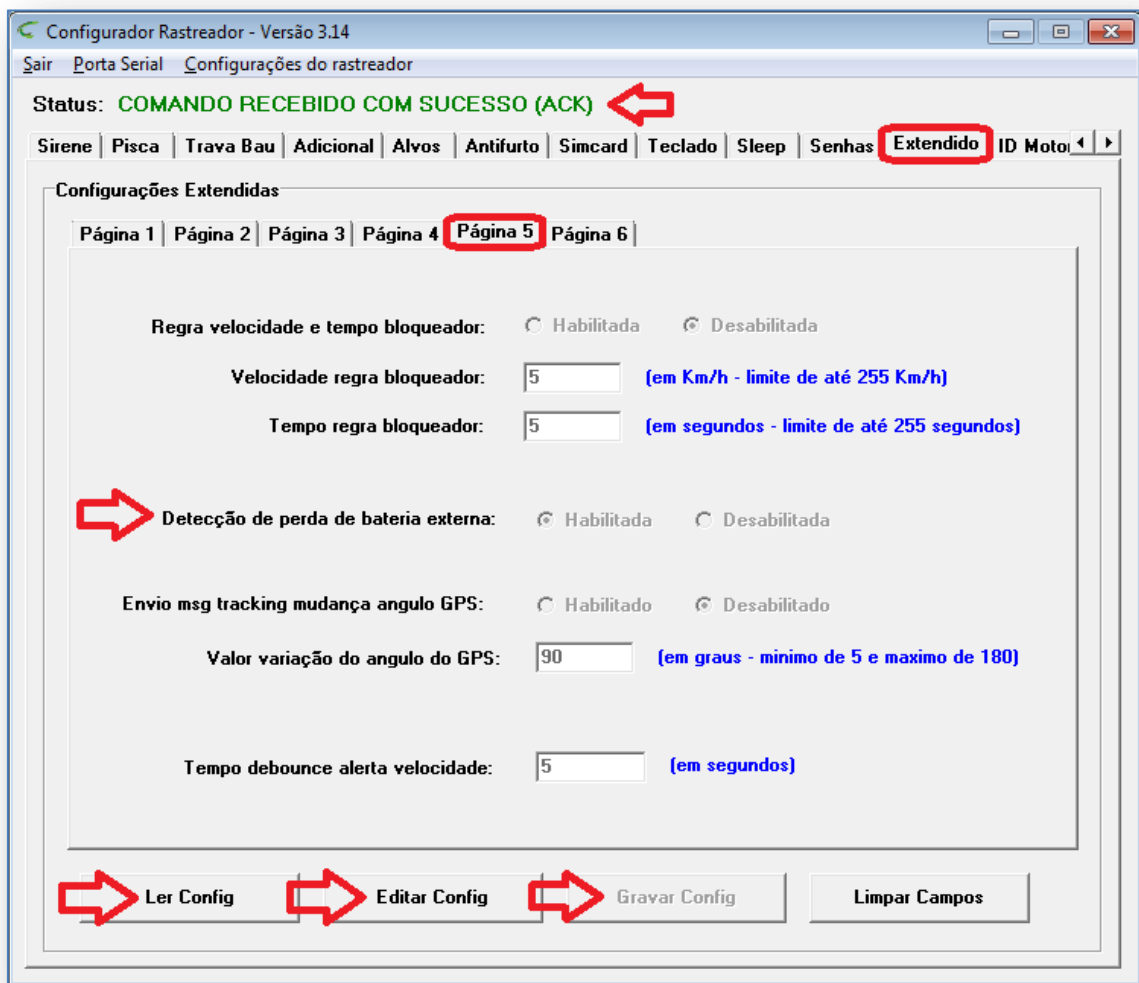 Configurador Rastreador - Versão 3.14
Sair Porta Serial Configurações do rastreador
Status: COMANDO RECEBIDO COM SUCESSO (ACK)
Sirene Pisca Trava Bau Adicional Alvos Antifurto Simcard Teclado Sleep Senhas Extendido ID Motor
Configurações Extendidas
Página 1 Página 2 Página 3 Página 4 Página 5 Página 6
Regra velocidade e tempo bloqueador: Habilitada Desabilitada
Velocidade regra bloqueador: 5 (em Km/h - limite de até 255 Km/h)
Tempo regra bloqueador: 5 (em segundos - limite de até 255 segundos)
Detecção de perda de bateria externa: Habilitada Desabilitada
Envio msg tracking mudança angulo GPS: Habilitado Desabilitado
Valor variação do angulo do GPS: 90 (em graus - minimo de 5 e maximo de 180)
Tempo debounce alerta velocidade: 5 (em segundos)
Ler Config Editar Config Gravar Config Limpar Campos